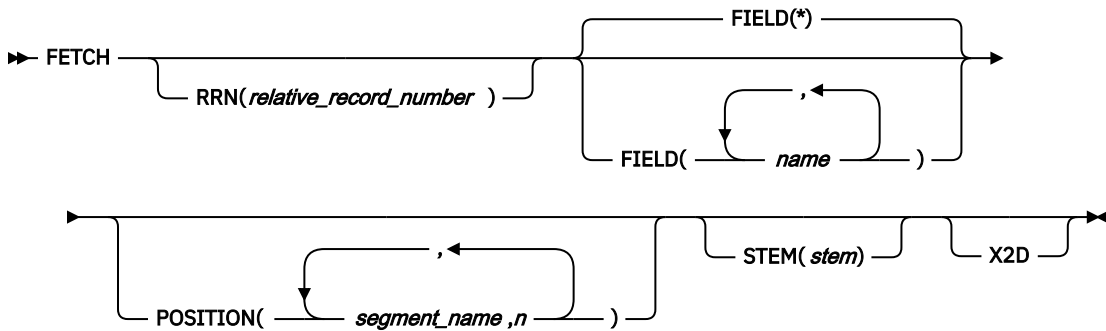 FIELD(*)
FETCH
RRN(relative_record_number )
,
FIELD( name )
,
STEM( stem) X2D
POSITION( segment_name ,n )